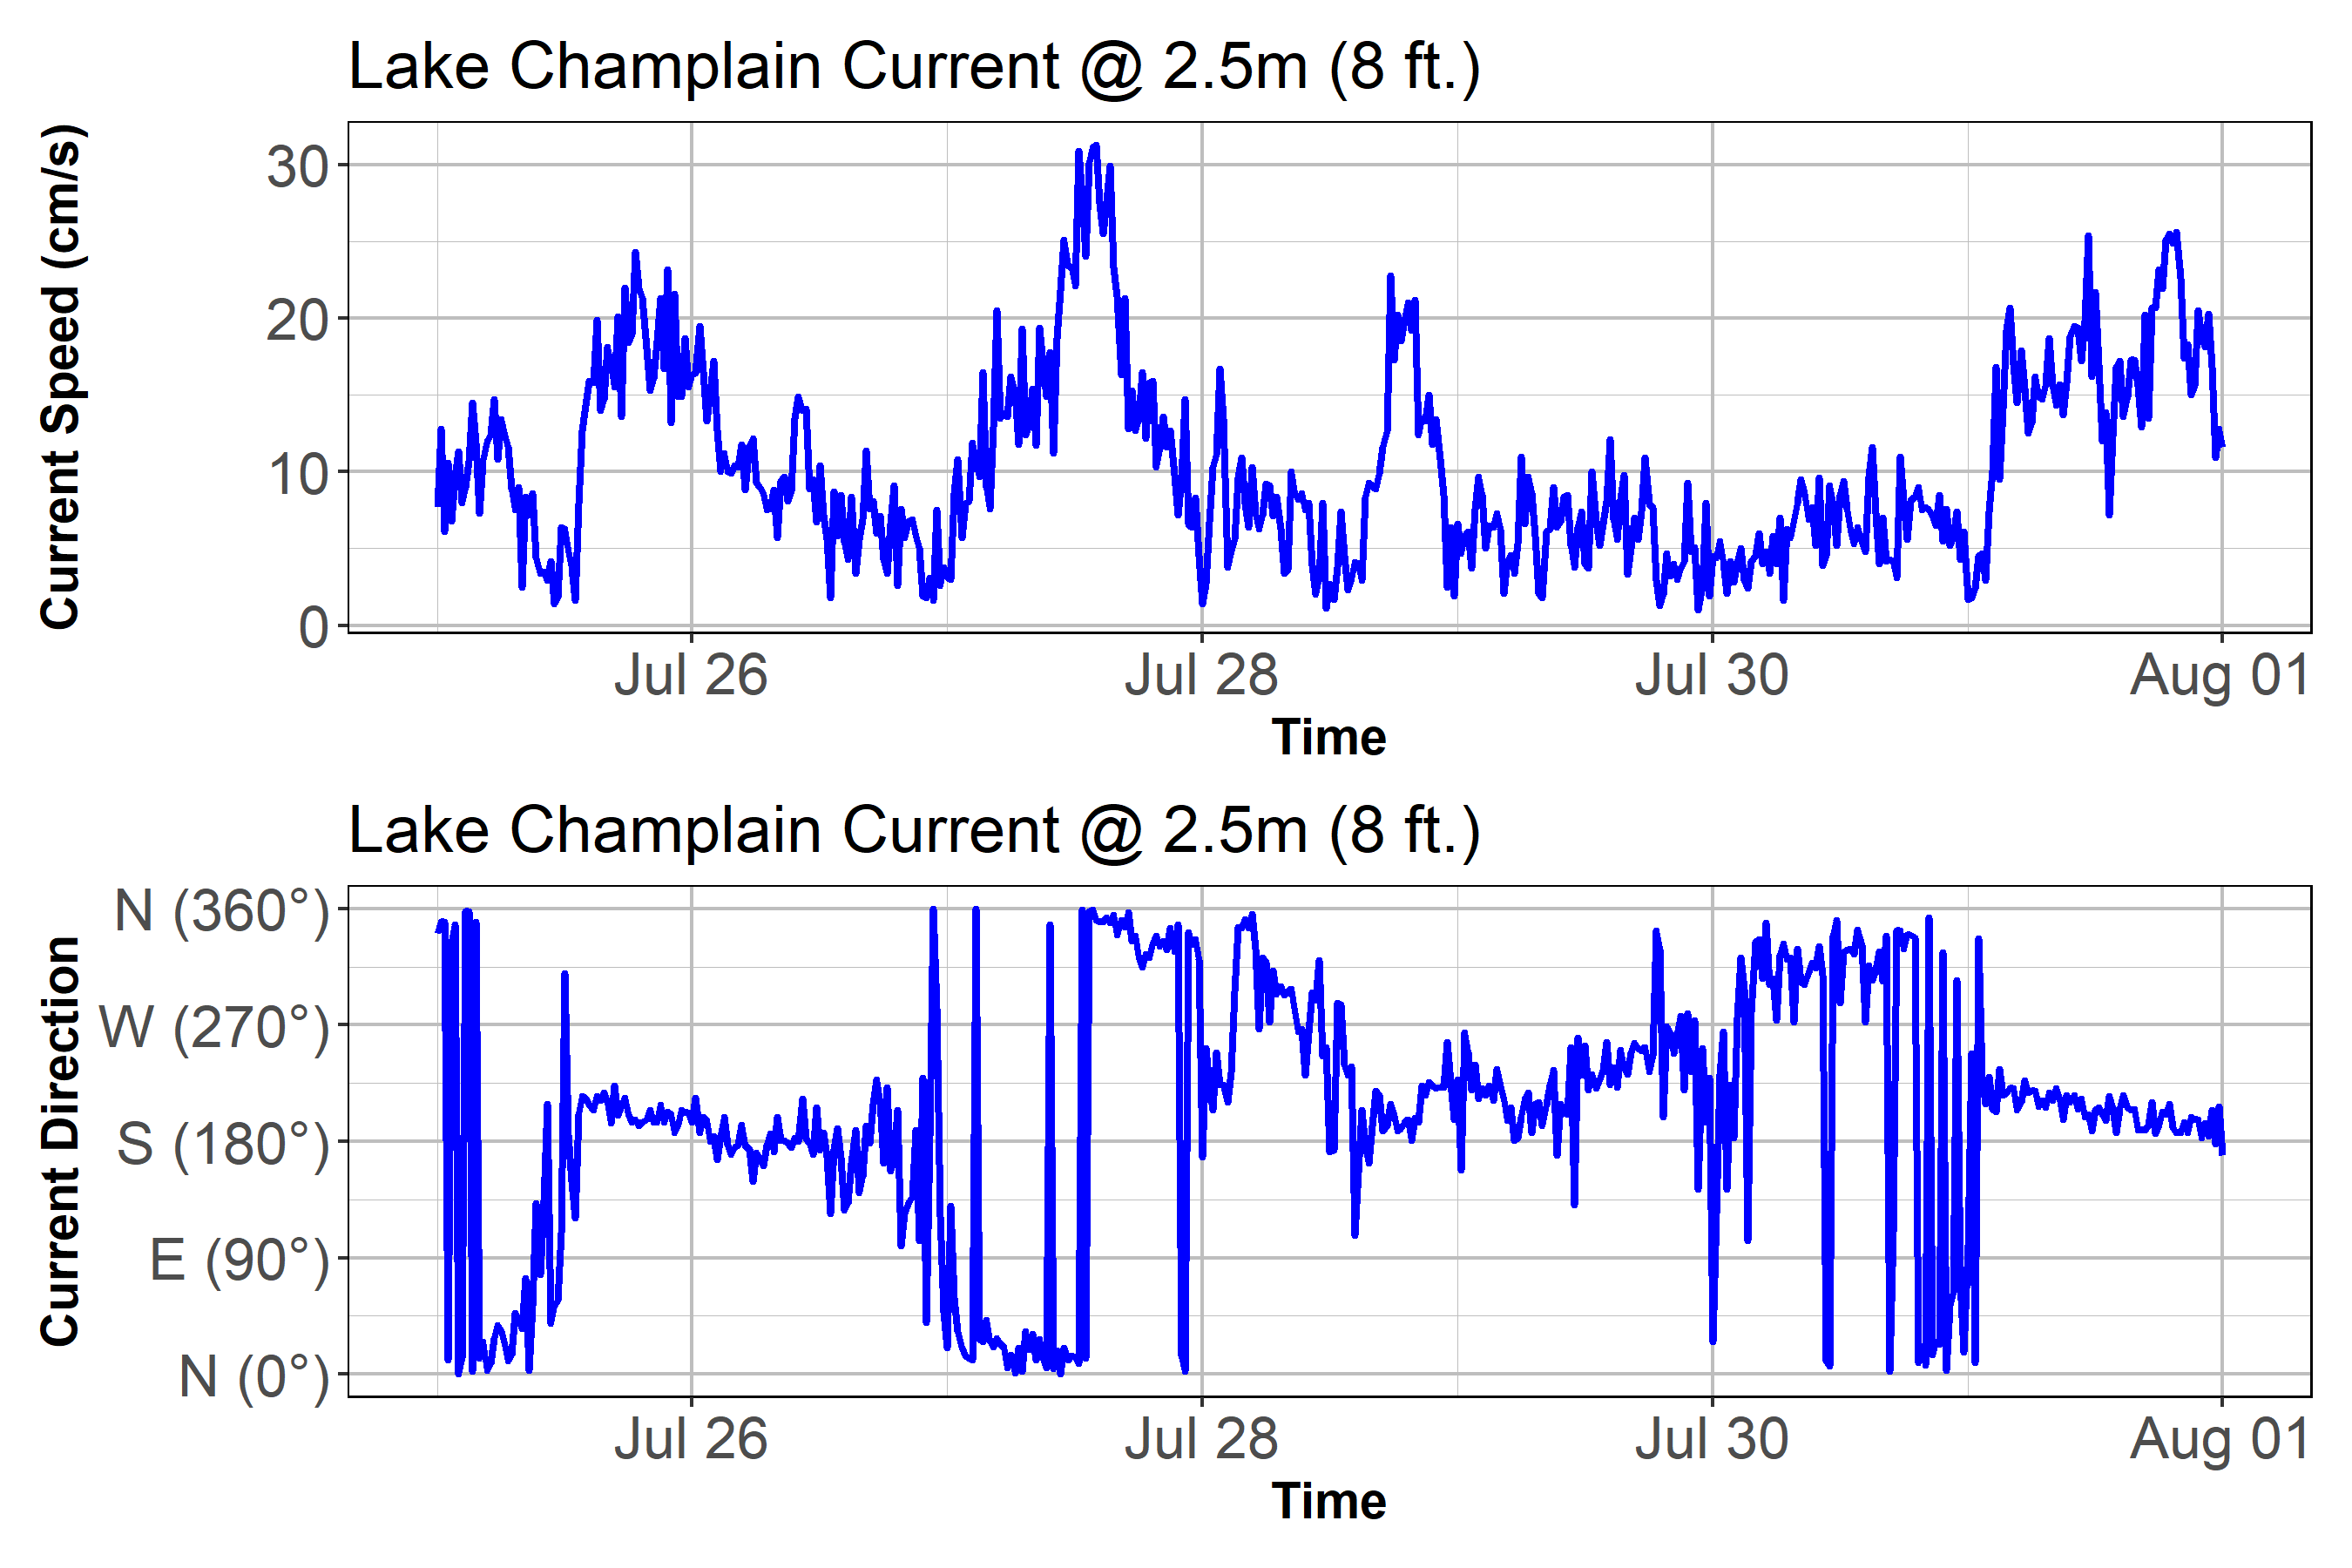 Lake Champlain Current @ 2.5m (8 ft.)
Current Speed (cm/s)
30
20
10
0
Jul 26 Jul 28 Jul 30 Aug 01
Time
Lake Champlain Current @ 2.5m (8 ft.)
Current Direction
N (360°)
W (270°)
S (180°)
E (90°)
N (0°)
Jul 26 Jul 28 Jul 30 Aug 01
Time